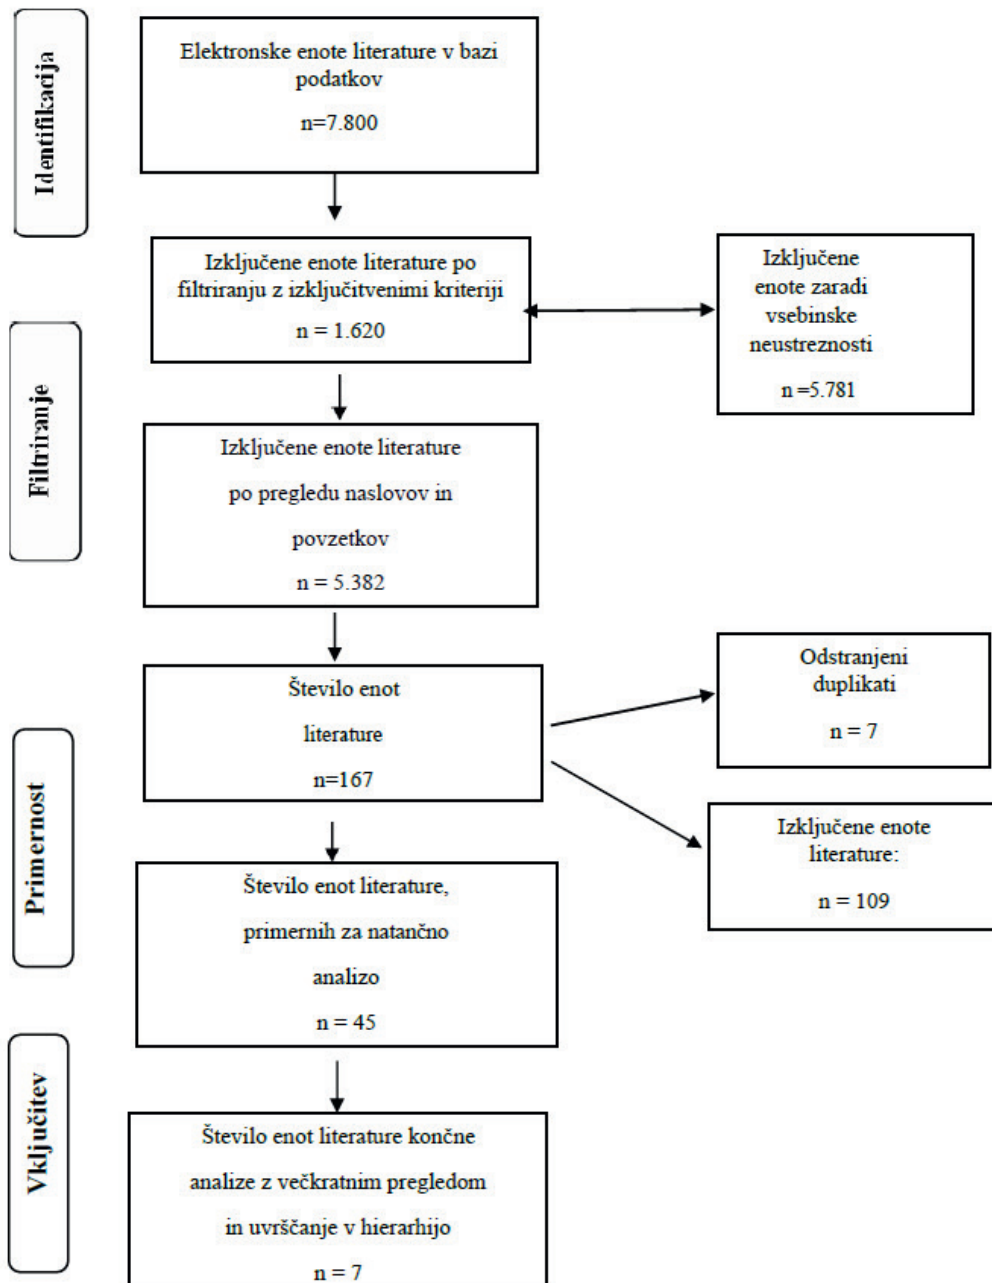 Identifikacija
Elektronske enote literature v bazi
podatkov
n=7.800
Izključene enote literature po
filtriranju z izključitvenimi kriteriji
n = 1.620
Izključene
enote zaradi
vsebinske
neustreznosti
n =5.781
Filtriranje
Izključene enote literature
po pregledu naslovov in
povzetkov
n = 5.382
Število enot
literature
n=167
Odstranjeni
duplikati
n = 7
Izključene enote
literature:
n = 109
Primernost
Število enot literature,
primernih za natančno
analizo
n = 45
Vključitev
Število enot literature končne
analize z večkratnim pregledom
in uvrščanje v hierarhijo
n = 7